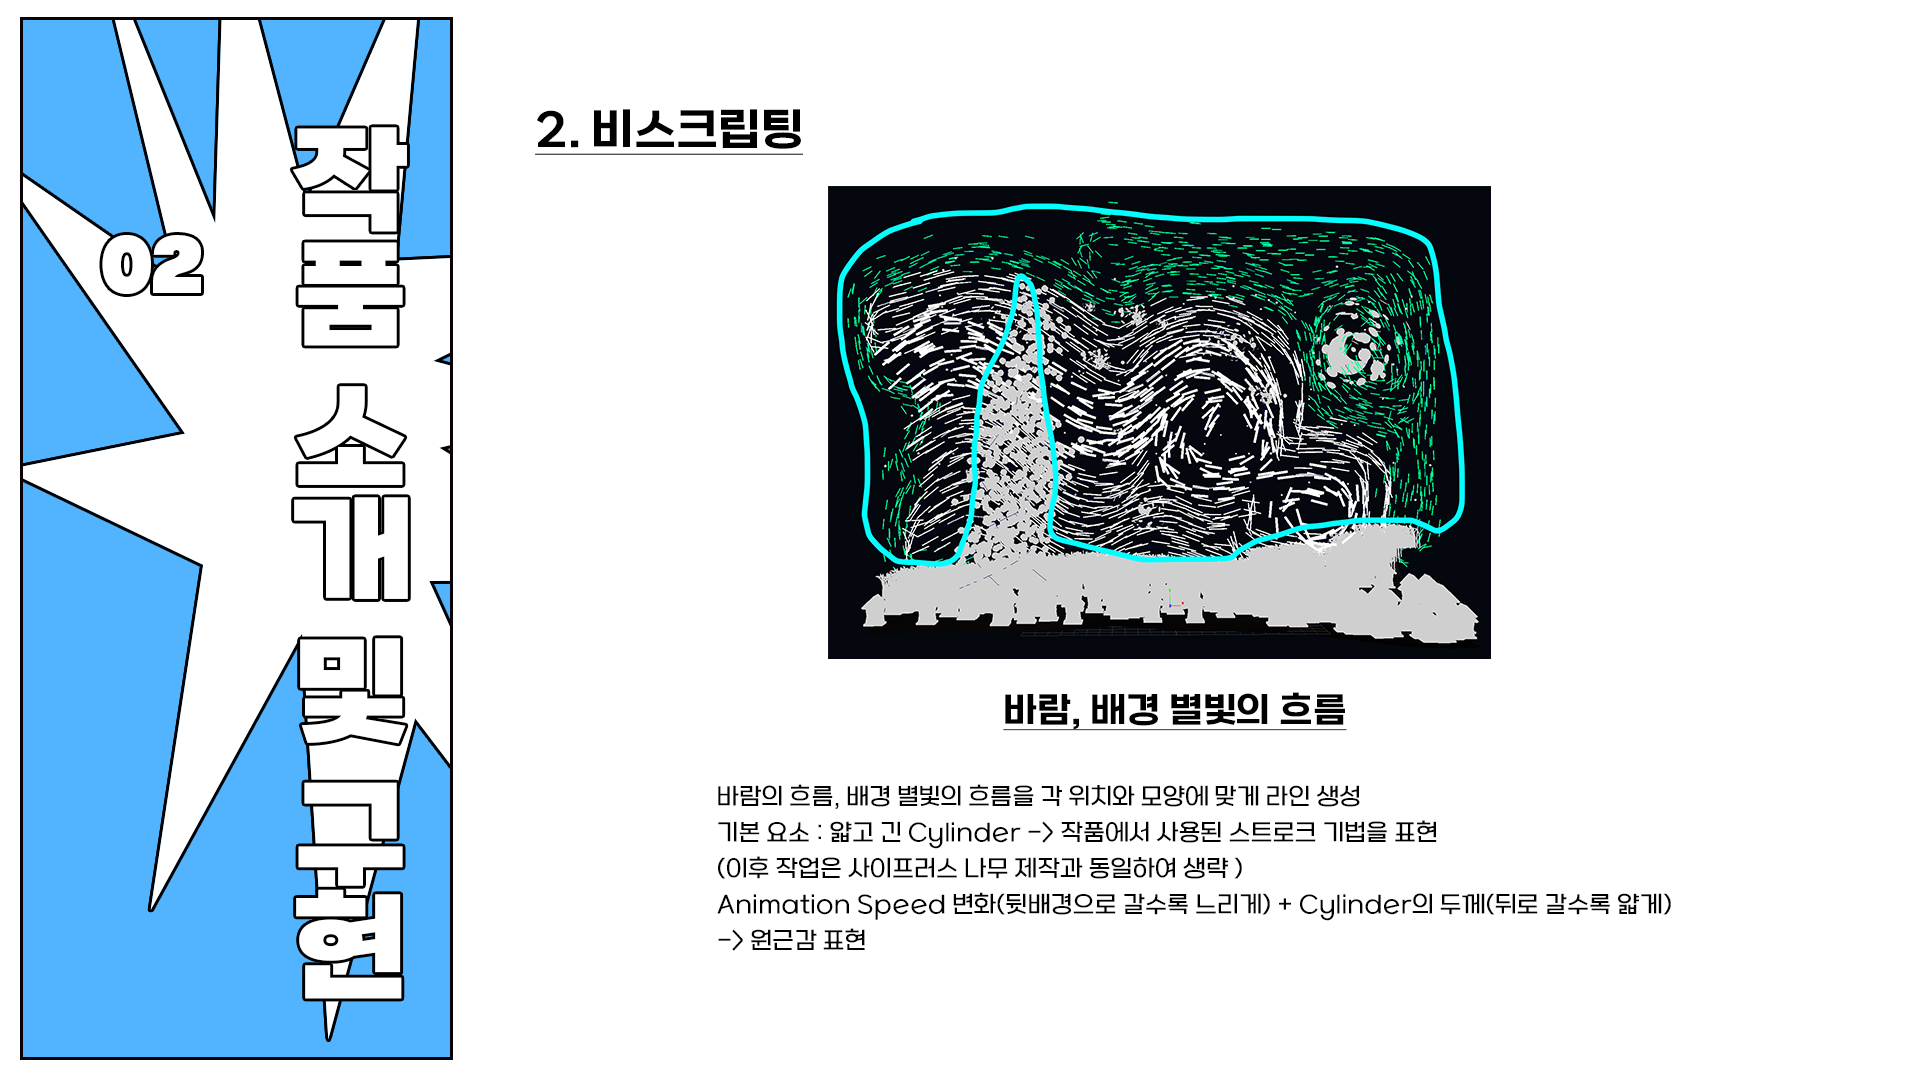 02
작품 소개 및 구현
2. 비스크립팅
바람, 배경 별빛의 흐름
바람의 흐름, 배경 별빛의 흐름을 각 위치와 모양에 맞게 라인 생성
기본 요소 : 얇고 긴 Cylinder -> 작품에서 사용된 스트로크 기법을 표현
(이후 작업은 사이프러스 나무 제작과 동일하여 생략 )
Animation Speed 변화(뒷배경으로 갈수록 느리게) + Cylinder의 두께(뒤로 갈수록 얇게)
-> 원근감 표현